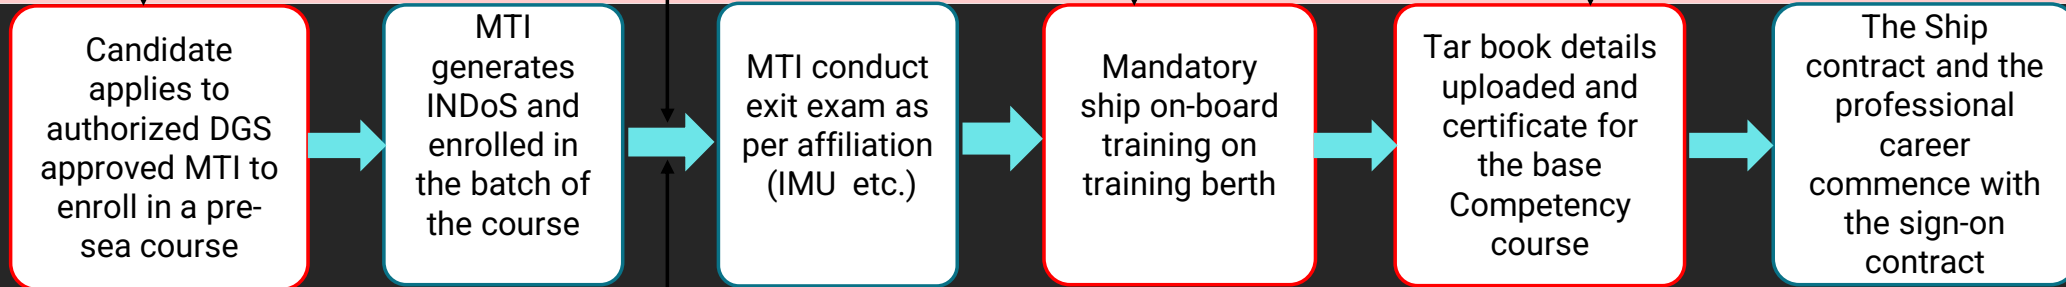 Candidate
applies to
authorized DGS
approved MTI to
enroll in a pre-
sea course
MTI
generates
INDoS and
enrolled in
the batch of
the course
MTI conduct
exit exam as
per affiliation
(IMU etc.)
Mandatory
ship on-board
training on
training berth
Tar book details
uploaded and
certificate for
the base
Competency
course
The Ship
contract and the
professional
career
commence with
the sign-on
contract